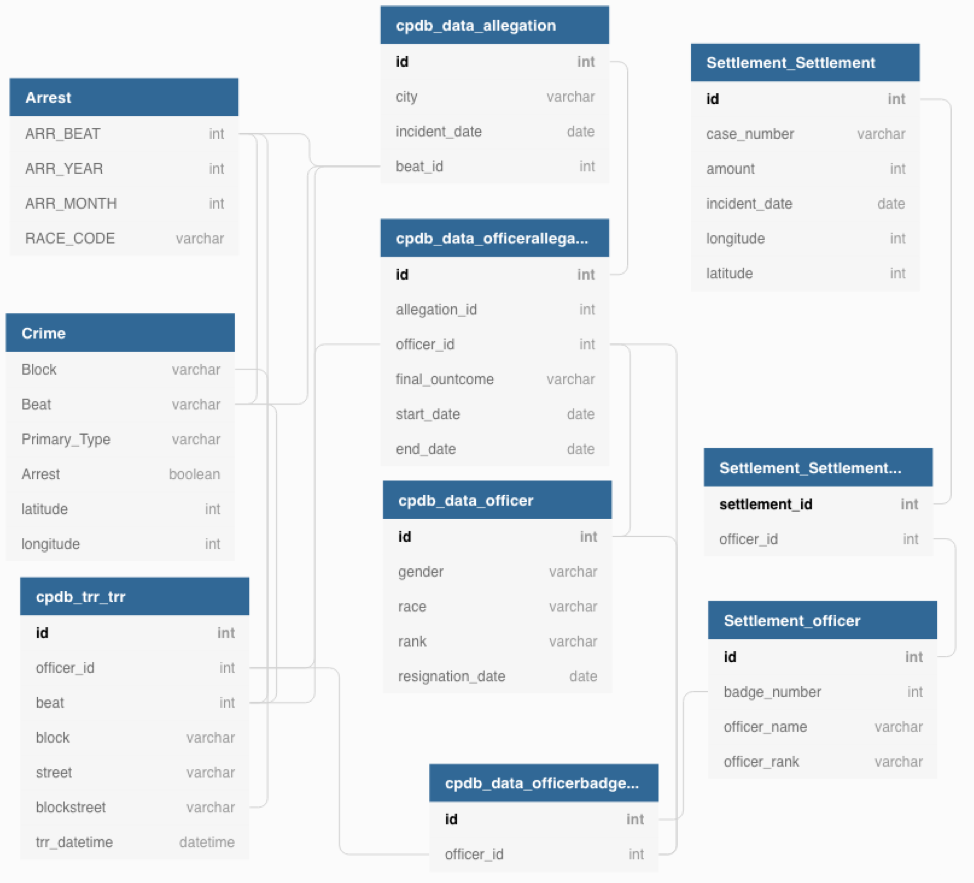 cpdb_data_allegation
id int
city varchar
incident_date date
beat_id int
Settlement_Settlement
id int
case_number varchar
amount int
incident_date date
longitude int
latitude int
Arrest
ARR_BEAT int
ARR_YEAR int
ARR_MONTH int
RACE_CODE varchar
cpdb_data_officerallega...
id int
allegation_id int
officer_id int
final_ountcome varchar
start_date date
end_date date
Crime
Block varchar
Beat varchar
Primary_Type varchar
Arrest boolean
latitude int
longitude int
cpdb_data_officer
id int
gender varchar
race varchar
rank varchar
resignation_date date
Settlement_Settlement...
settlement_id int
officer_id int
cpdb_trr_trr
id int
officer_id int
beat int
block varchar
street varchar
blockstreet varchar
trr_datetime datetime
Settlement_officer
id int
badge_number int
officer_name varchar
officer_rank varchar
cpdb_data_officerbadge...
id int
officer_id int